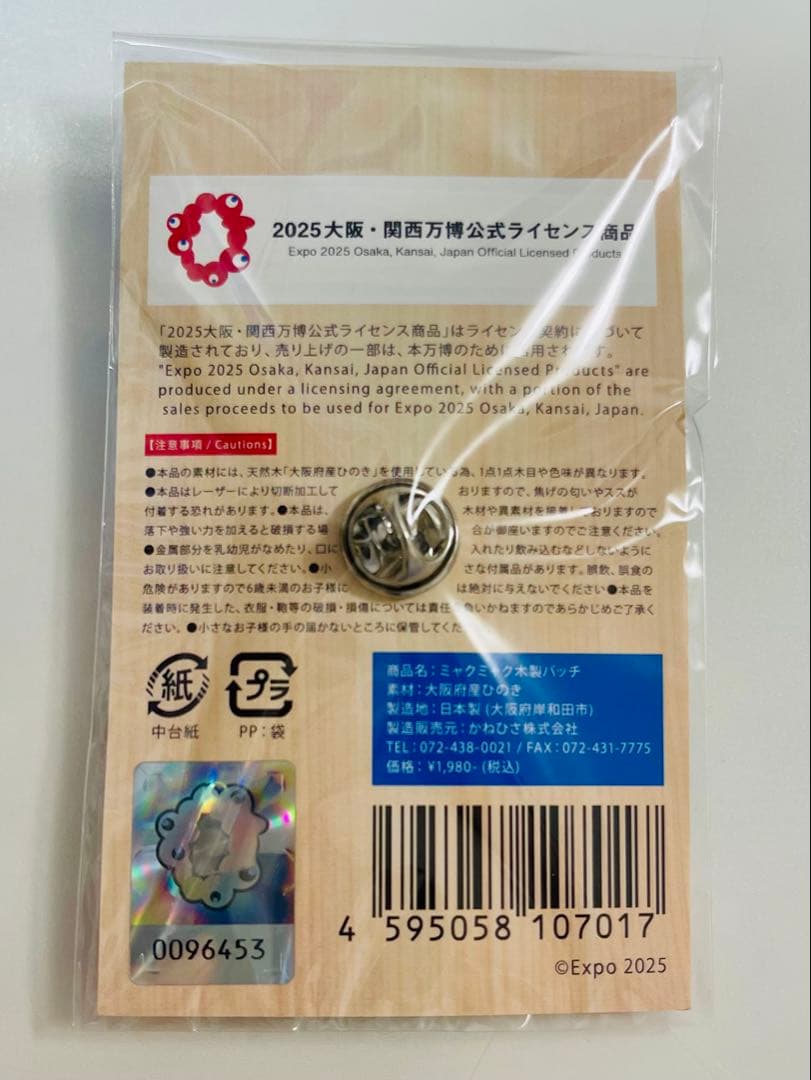 2025大阪・関西万博公式ライセンス商品
Expo 2025 Osaka, Kansai, Japan Official Licensed Products
「2025大阪・関西万博公式ライセンス商品」はライセンス契約に づいて
製造されており、売り上げの一部は、本万博のために 用されます。
"Expo 2025 Osaka, Kansai, Japan Official Licensed Products" are
produced under a licensing agreement, with a portion of the
sales proceeds to be used for Expo 2025 Osaka, Kansai, Japan.
【注意事項 / Cautions】
●本品の素材には、天然木「大阪府産ひのき」を使用している為、1点1点木目や色味が異なります。
●本品はレーザーにより切断加工して おりますので、焦げの匂いやススが
付着する恐れがあります。●本品は、 木材や異素材を接着しておりますので
落下や強い力を加えると破損する場 合が御座いますのでご注意ください。
●金属部分を乳幼児がなめたり、口に 入れたり飲み込むなどしないように
お取り扱いに注意してください。●小 さな付属品があります。誤飲、誤食の
危険がありますので6歳未満のお子様に は絶対に与えないでください●本品を
装着時に発生した、衣服・鞄等の破損・損傷については責任 負いかねますのであらかじめご了承く
ださい。●小さなお子様の手の届かないところに保管してくだ
紙
プラ
中台紙
PP：袋
商品名：ミャクミャク木製バッチ
素材：大阪府産ひのき
製造地：日本製 (大阪府岸和田市)
製造販売元：かねひさ株式会社
TEL：072-438-0021 / FAX：072-431-7775
価格：¥1,980- (税込)
0096453
4 595058 107017
©Expo 2025